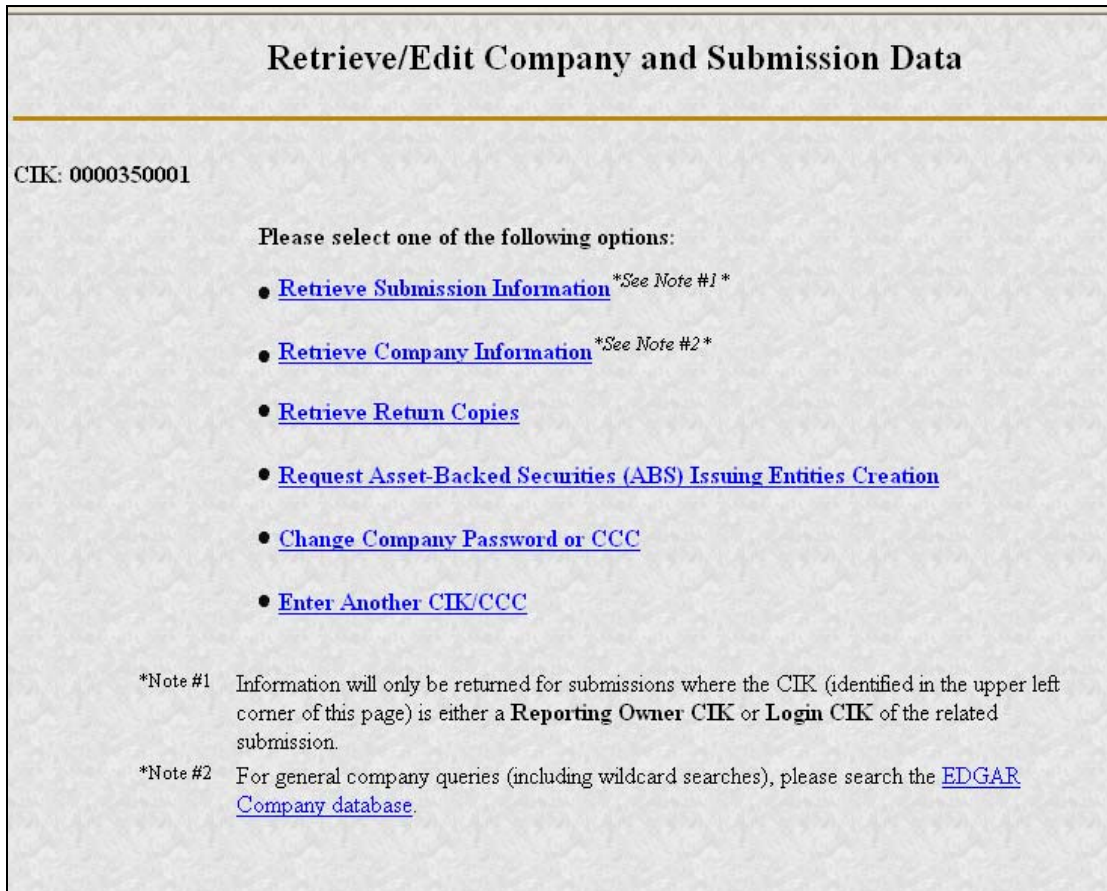 Retrieve/Edit Company and Submission Data
CIK: 0000350001
Please select one of the following options:
• Retrieve Submission Information *See Note #1*
• Retrieve Company Information *See Note #2*
• Retrieve Return Copies
• Request Asset-Backed Securities (ABS) Issuing Entities Creation
• Change Company Password or CCC
• Enter Another CIK/CCC
*Note #1 Information will only be returned for submissions where the CIK (identified in the upper left
corner of this page) is either a Reporting Owner CIK or Login CIK of the related
submission.
*Note #2 For general company queries (including wildcard searches), please search the EDGAR
Company database.